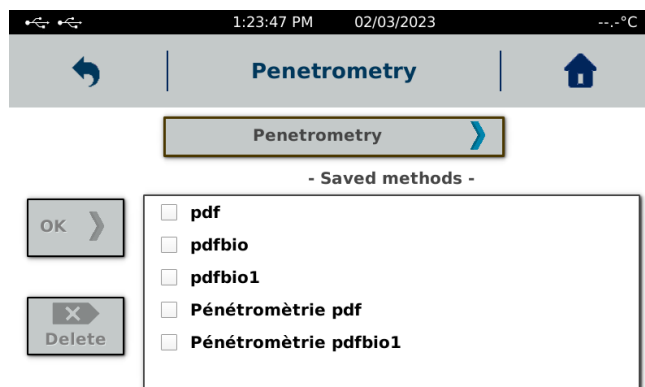 1:23:47 PM 02/03/2023 --.-°C
Penetrometry
Penetrometry
- Saved methods -
OK
pdf
pdfbio
pdfbio1
Pénétromètrie pdf
Delete
Pénétromètrie pdfbio1